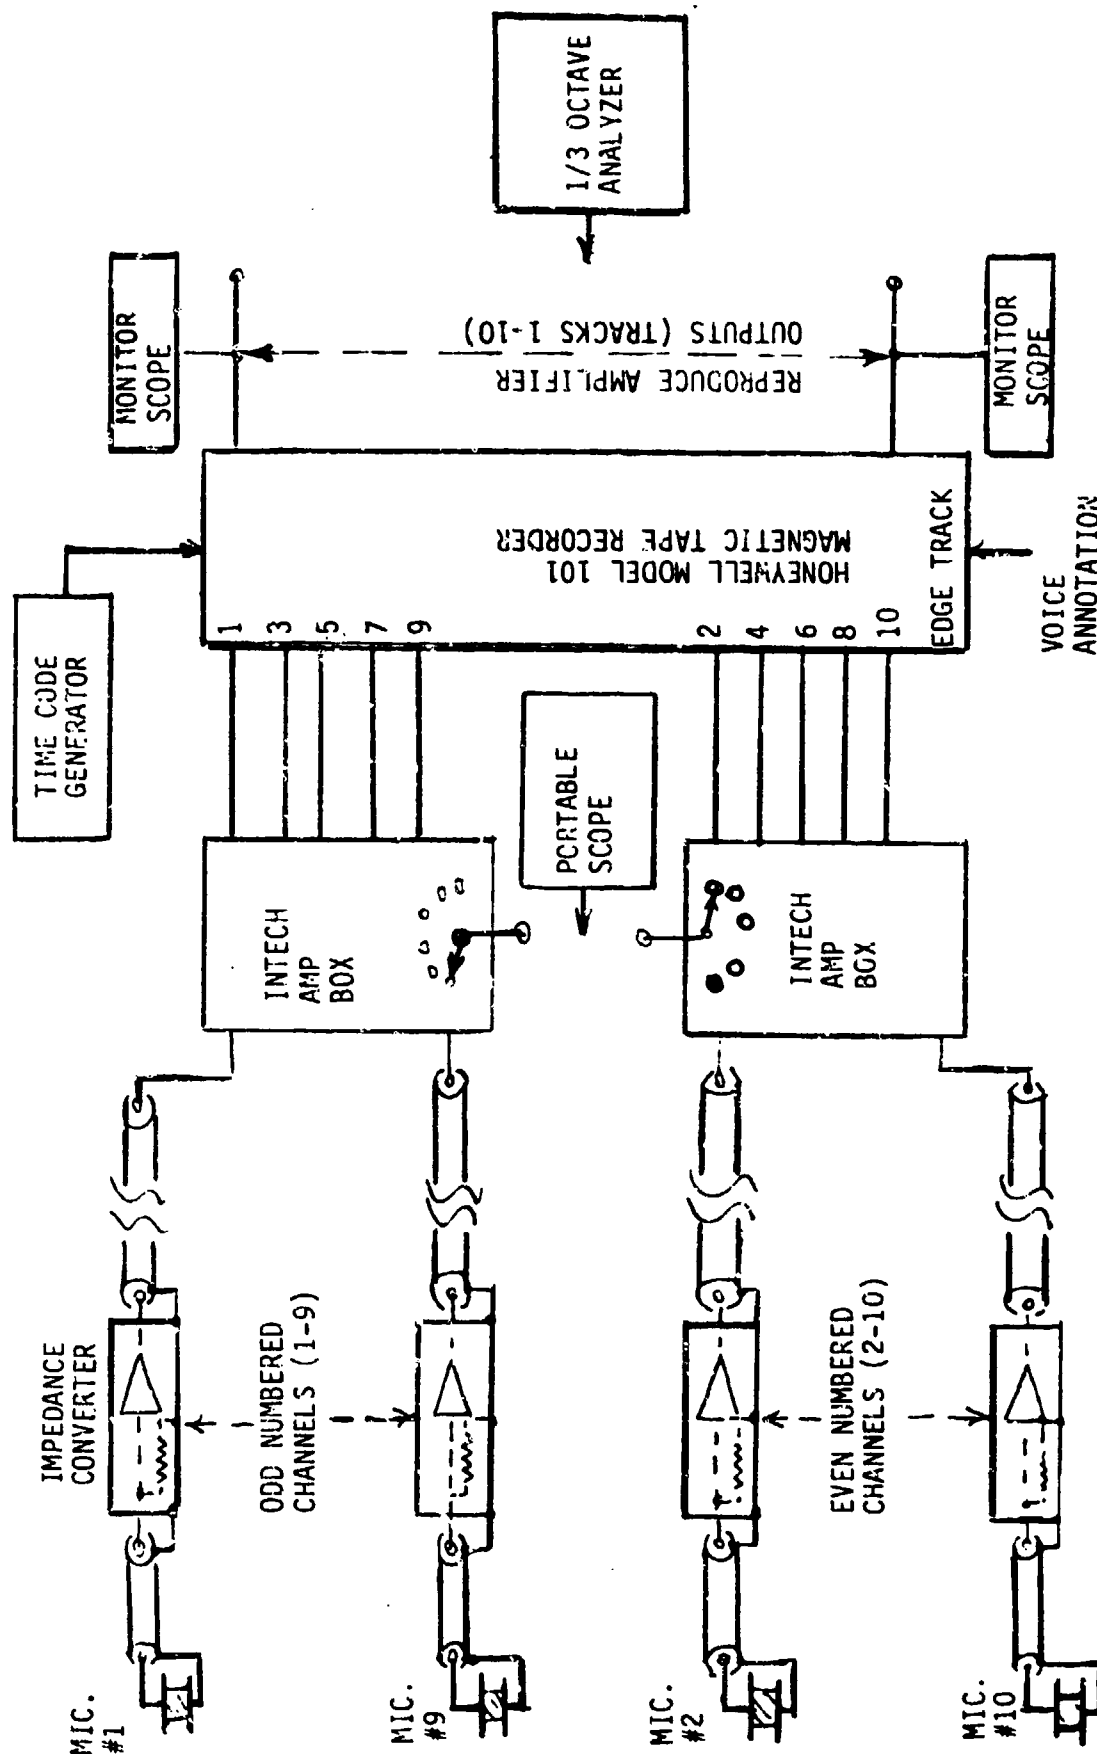 MIC.
#1
IMPEDANCE
CONVERTER
ODD NUMBERED
CHANNELS (1-9)
MIC.
#9
MIC.
#2
EVEN NUMBERED
CHANNELS (2-10)
MIC.
#10
INTECH
AMP
BOX
INTECH
AMP
BOX
PORTABLE
SCOPE
TIME CODE
GENERATOR
1
3
5
7
9
2
4
6
8
10
HONEYWELL MODEL 101
MAGNETIC TAPE RECORDER
EDGE TRACK
VOICE
ANNOTATION
MONITOR
SCOPE
REPRODUCE AMPLIFIER
OUTPUTS (TRACKS 1-10)
MONITOR
SCOPE
1/3 OCTAVE
ANALYZER